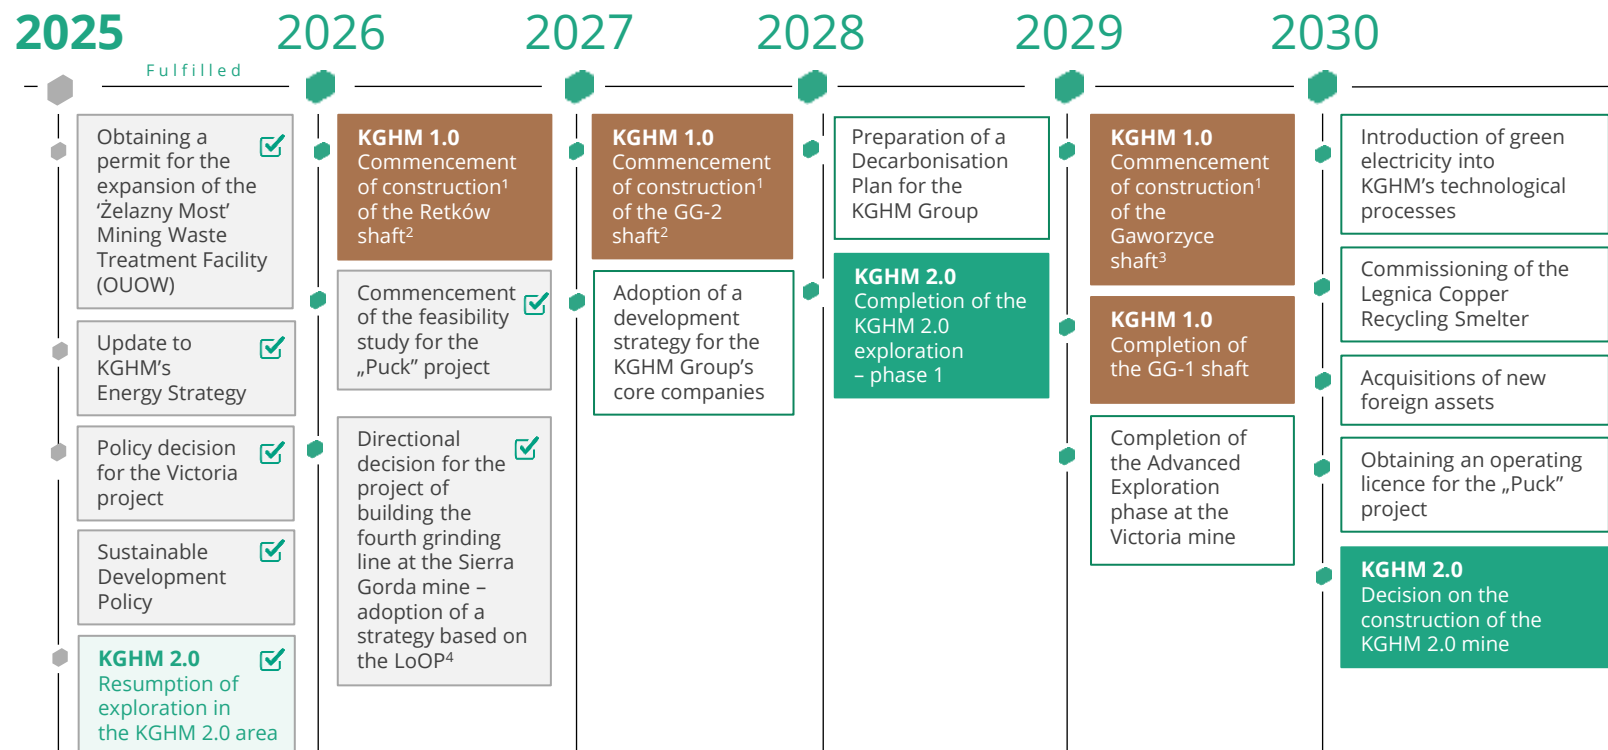 2025
2026
2027
2028
2029
2030
Fulfilled
Obtaining a
permit for the
expansion of the
‘Żelazny Most’
Mining Waste
Treatment Facility
(OUOW)
Update to
KGHM’s
Energy Strategy
Policy decision
for the Victoria
project
Sustainable
Development
Policy
KGHM 2.0
Resumption of
exploration in
the KGHM 2.0 area
KGHM 1.0
Commencement
of construction¹
of the Retków
shaft²
Commencement
of the feasibility
study for the
„Puck” project
Directional
decision for the
project of
building the
fourth grinding
line at the Sierra
Gorda mine –
adoption of a
strategy based on
the LoOP⁴
KGHM 1.0
Commencement
of construction¹
of the GG-2
shaft²
Adoption of a
development
strategy for the
KGHM Group’s
core companies
Preparation of a
Decarbonisation
Plan for the
KGHM Group
KGHM 2.0
Completion of the
KGHM 2.0
exploration
– phase 1
KGHM 1.0
Commencement
of construction¹
of the
Gaworzyce
shaft³
KGHM 1.0
Completion of
the GG-1 shaft
Completion of
the Advanced
Exploration
phase at the
Victoria mine
Introduction of green
electricity into
KGHM’s technological
processes
Commissioning of the
Legnica Copper
Recycling Smelter
Acquisitions of new
foreign assets
Obtaining an operating
licence for the „Puck”
project
KGHM 2.0
Decision on the
construction of the
KGHM 2.0 mine